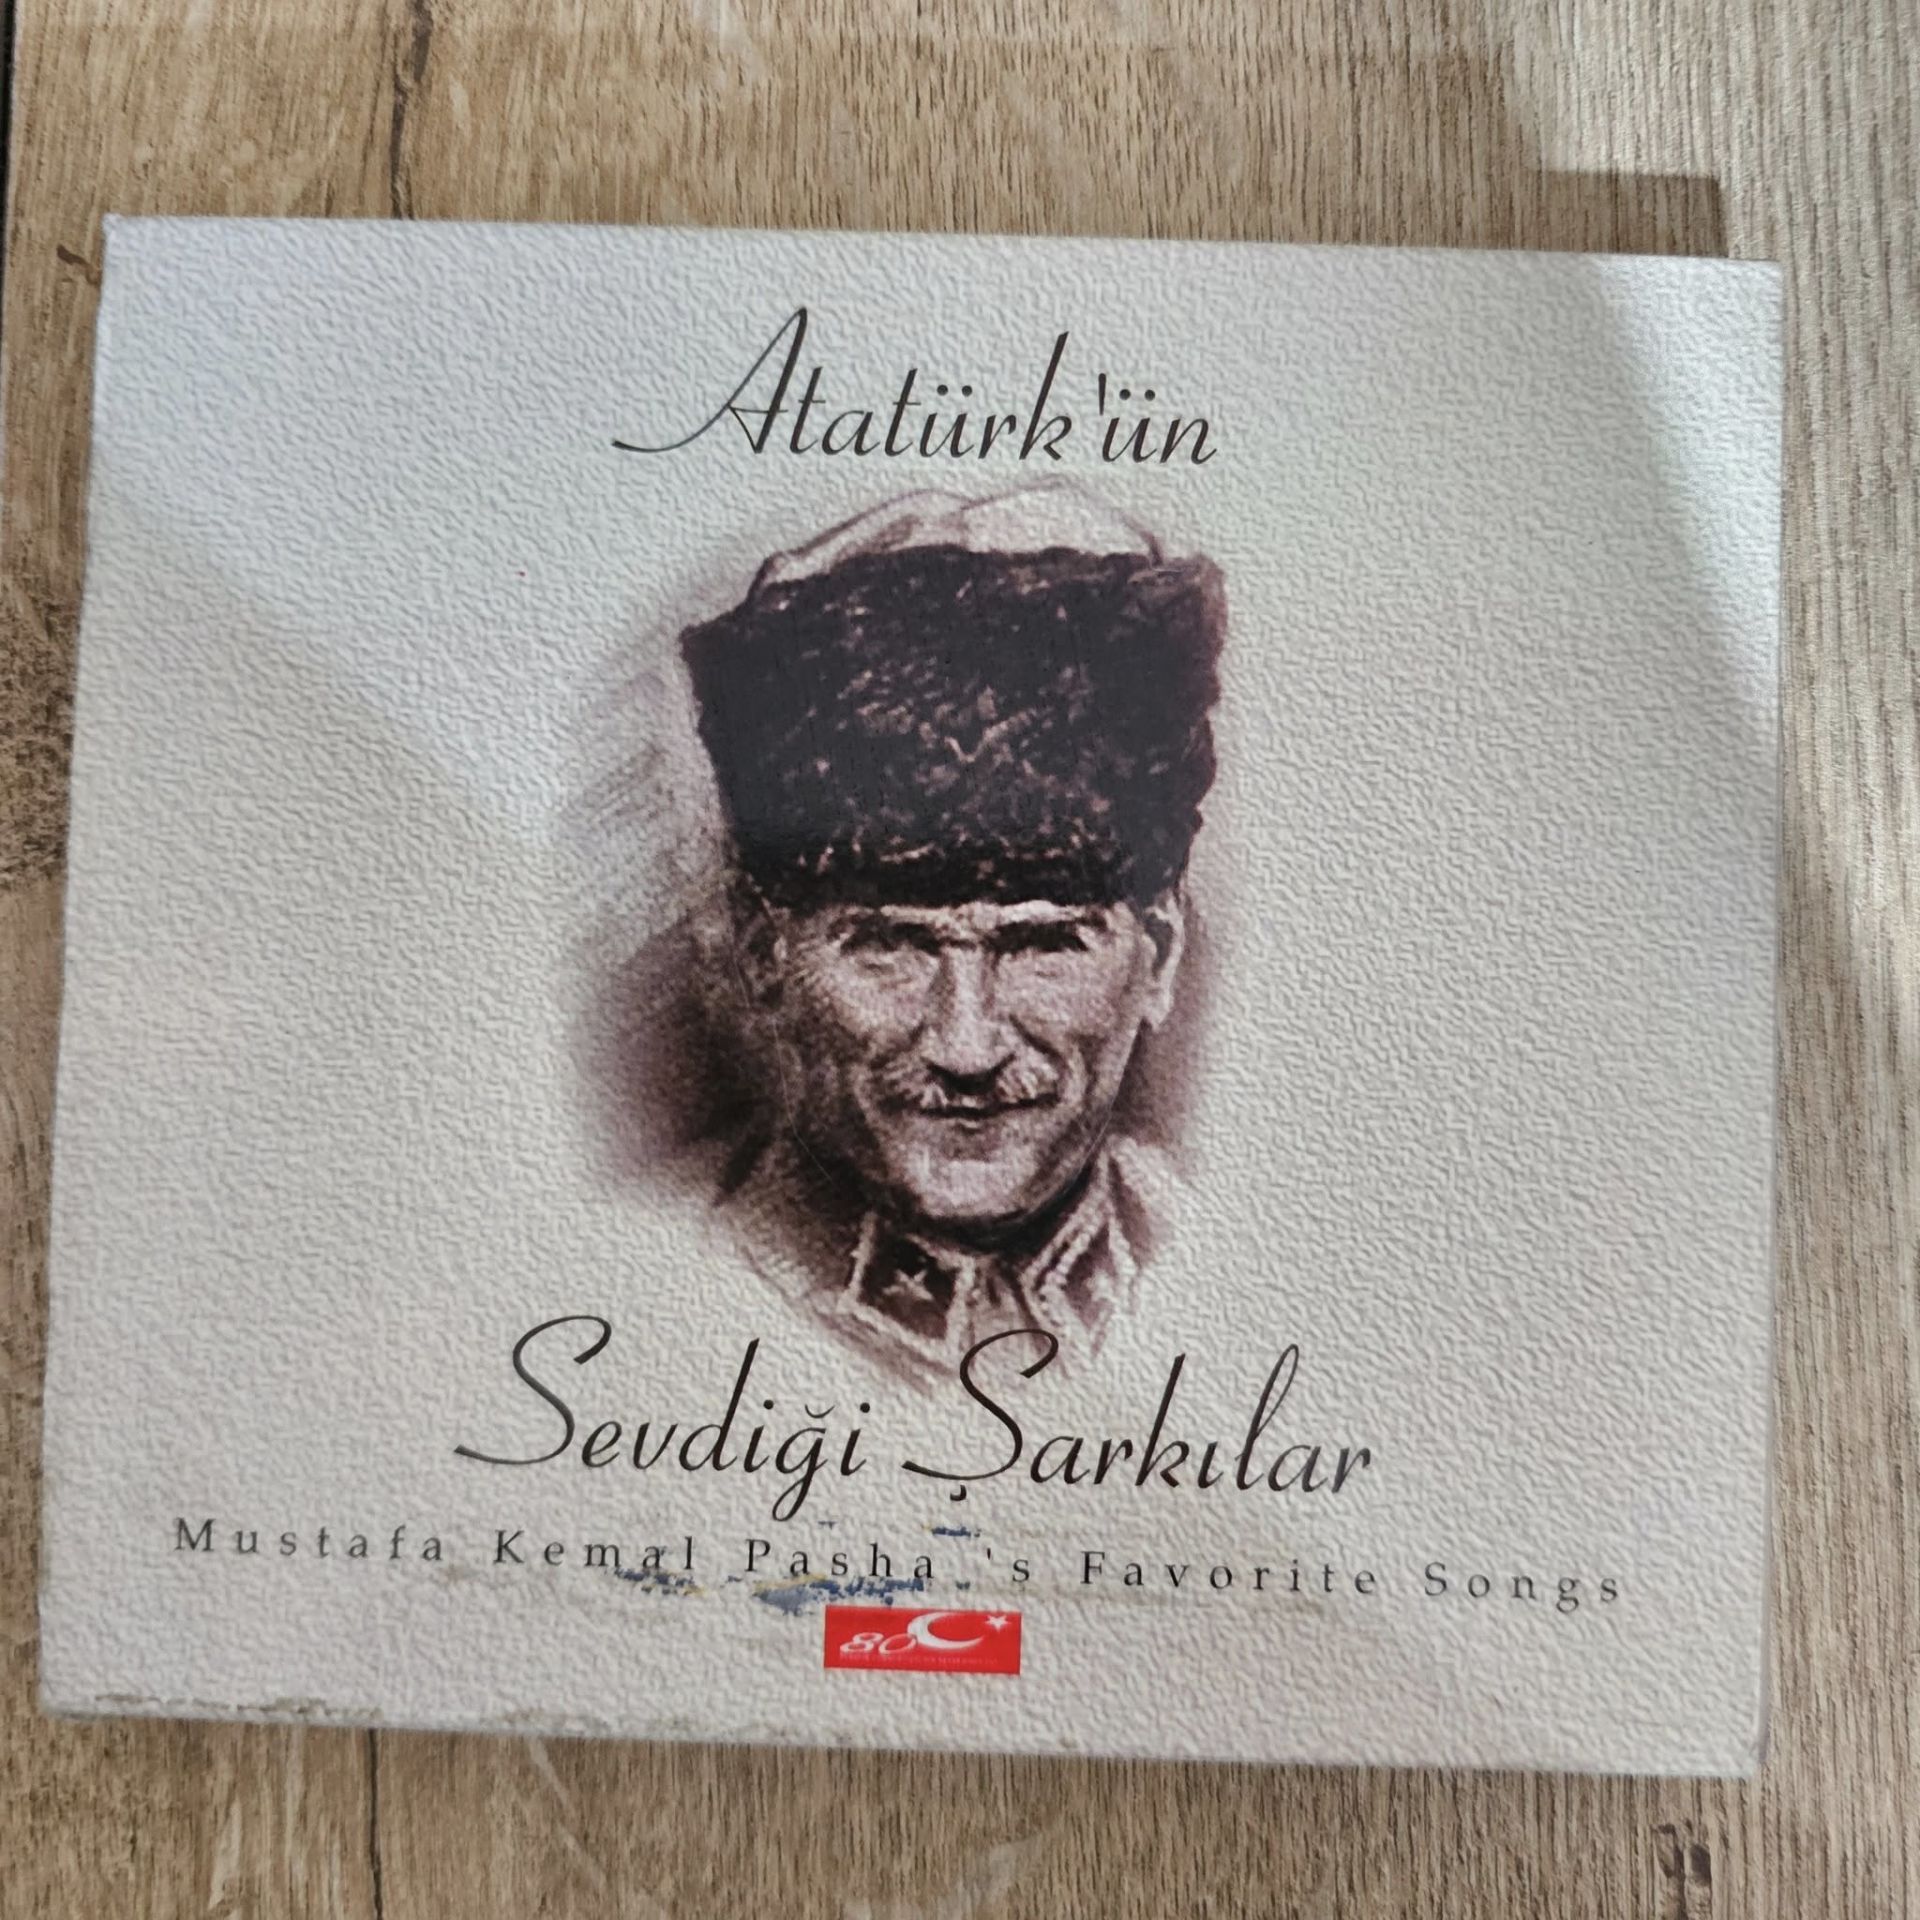 Atatürk'ün
Sevdiği Şarkılar
Mustafa Kemal Pasha 's Favorite Songs
80